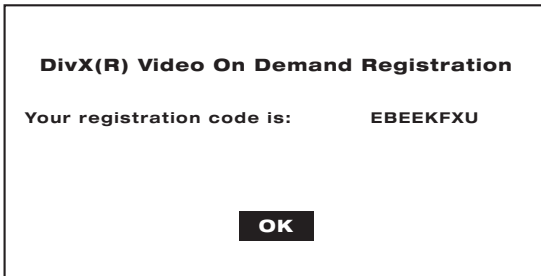 DivX(R) Video On Demand Registration
Your registration code is: EBEEKFXU
OK